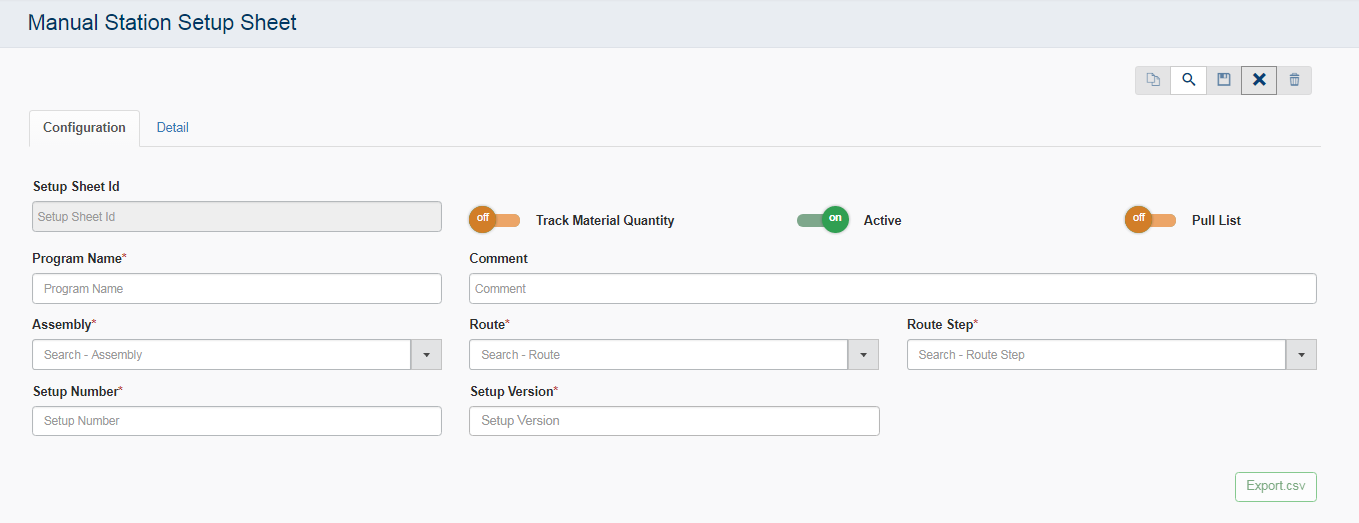 Manual Station Setup Sheet
Configuration Detail
Setup Sheet Id
Setup Sheet Id
off Track Material Quantity on Active off Pull List
Program Name* Comment
Program Name Comment
Assembly* Route* Route Step*
Search - Assembly Search - Route Search - Route Step
Setup Number* Setup Version*
Setup Number Setup Version
Export.csv